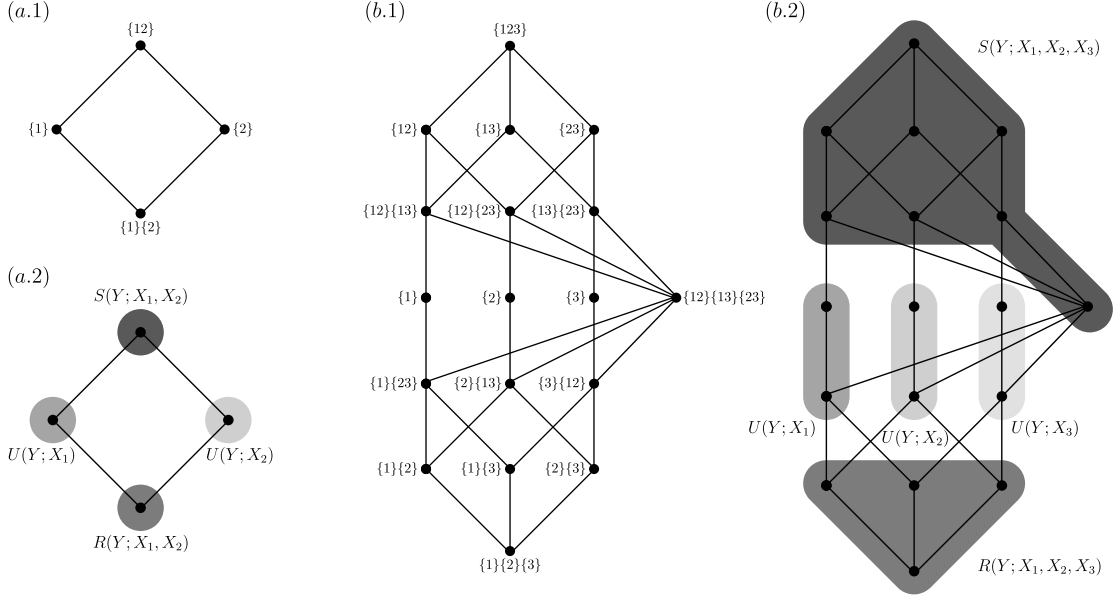 (a.1)
{12}
{1}
{2}
{1}{2}
(a.2)
S(Y; X₁, X₂)
U(Y; X₁)
U(Y; X₂)
R(Y; X₁, X₂)
(b.1)
{123}
{12}
{13}
{23}
{12}{13}
{12}{23}
{13}{23}
{1}
{2}
{3}
{12}{13}{23}
{1}{23}
{2}{13}
{3}{12}
{1}{2}
{1}{3}
{2}{3}
{1}{2}{3}
(b.2)
S(Y; X₁, X₂, X₃)
U(Y; X₁)
U(Y; X₂)
U(Y; X₃)
R(Y; X₁, X₂, X₃)